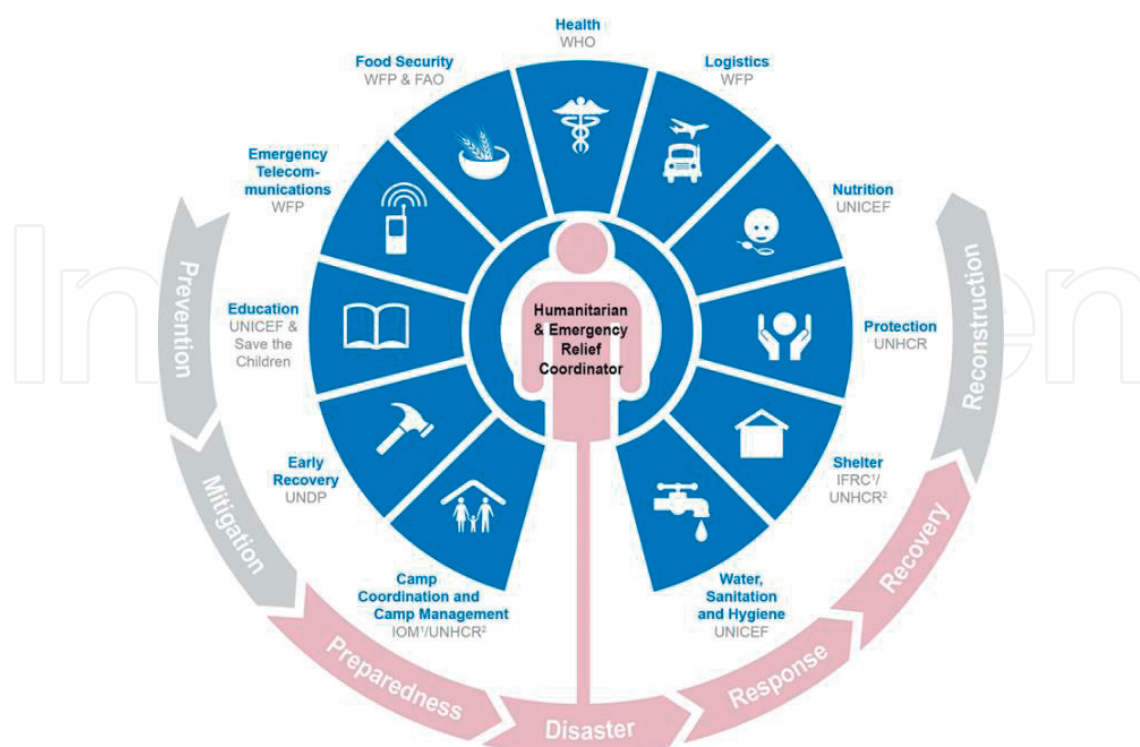 Health
WHO
Logistics
WFP
Nutrition
UNICEF
Protection
UNHCR
Shelter
IFRC¹/
UNHCR²
Water,
Sanitation
and Hygiene
UNICEF
Camp
Coordination and
Camp Management
IOM¹/UNHCR²
Early
Recovery
UNDP
Education
UNICEF &
Save the
Children
Emergency
Telecom-
munications
WFP
Food Security
WFP & FAO
Humanitarian
& Emergency
Relief
Coordinator
Prevention
Mitigation
Preparedness
Disaster
Response
Recovery
Reconstruction